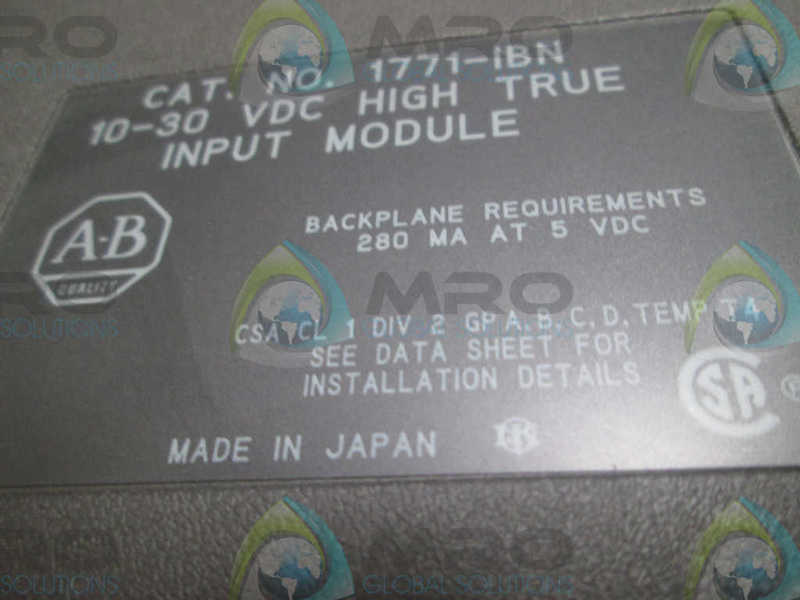 CAT. NO. 1771-IBN
10-30 VDC HIGH TRUE
INPUT MODULE
A-B
QUALITY
BACKPLANE REQUIREMENTS
280 MA AT 5 VDC
CSA CL 1 DIV 2 GP A, B, C, D, TEMP T4
SEE DATA SHEET FOR
INSTALLATION DETAILS
MADE IN JAPAN
MRO
GLOBAL SOLUTIONS